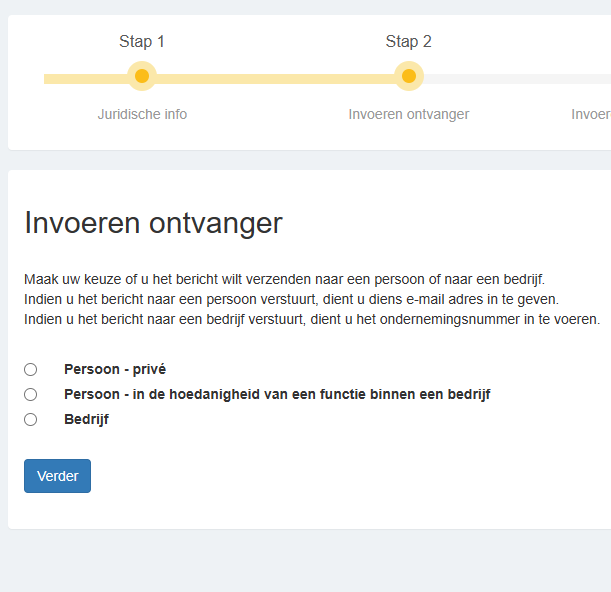 Stap 1
Stap 2
Juridische info
Invoeren ontvanger
Invoer
Invoeren ontvanger
Maak uw keuze of u het bericht wilt verzenden naar een persoon of naar een bedrijf.
Indien u het bericht naar een persoon verstuurt, dient u diens e-mail adres in te geven.
Indien u het bericht naar een bedrijf verstuurt, dient u het ondernemingsnummer in te voeren.
Persoon - privé
Persoon - in de hoedanigheid van een functie binnen een bedrijf
Bedrijf
Verder